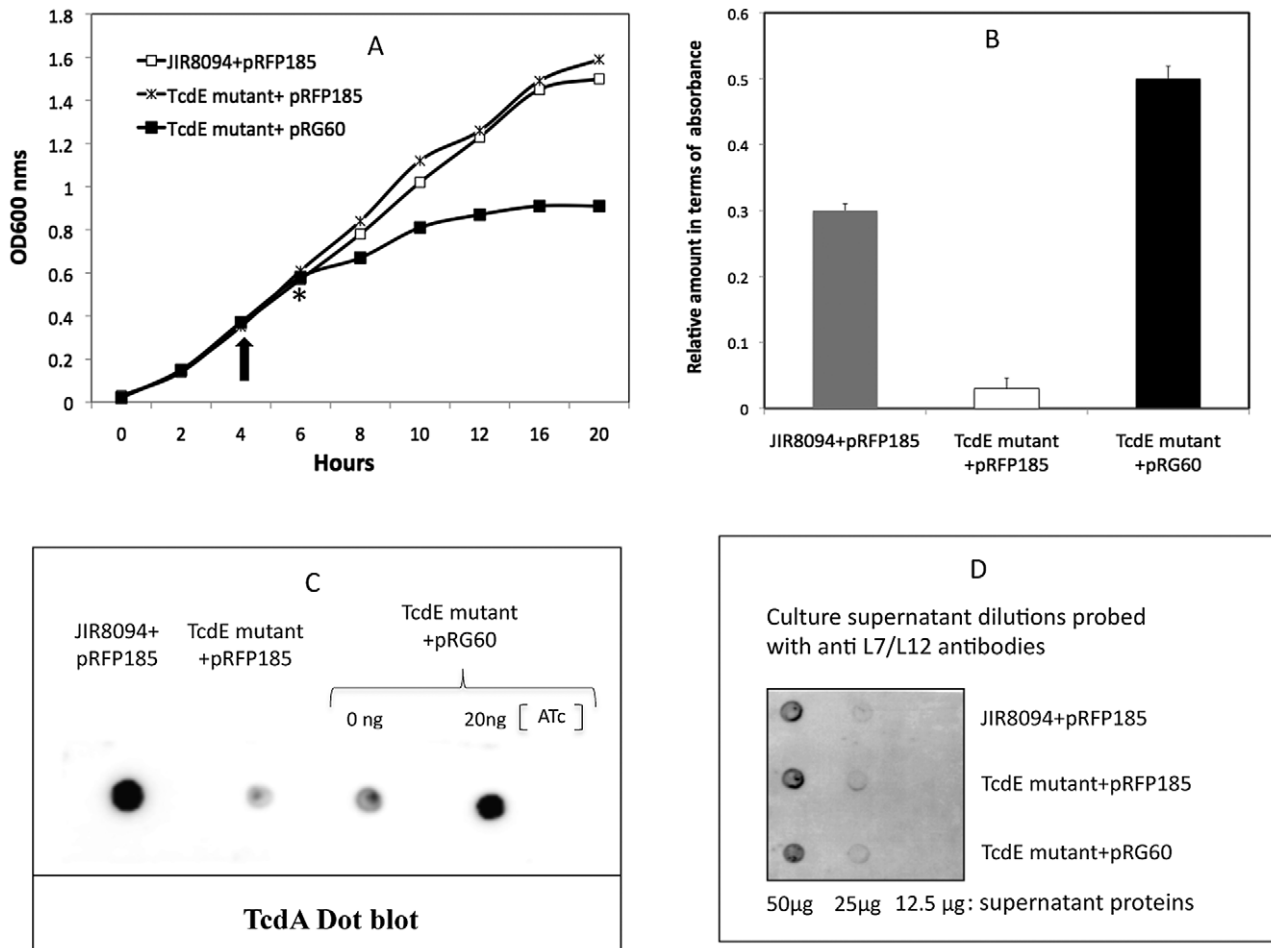 A
JIR8094+pRFP185
TcdE mutant+ pRFP185
TcdE mutant+ pRG60
OD600 nms
1.8
1.6
1.4
1.2
1
0.8
0.6
0.4
0.2
0
*
0 2 4 6 8 10 12 16 20
Hours
B
Relative amount in terms of absorbance
0.6
0.5
0.4
0.3
0.2
0.1
0
JIR8094+pRFP185
TcdE mutant
+pRFP185
TcdE mutant
+pRG60
C
JIR8094+
pRFP185
TcdE mutant
+pRFP185
TcdE mutant
+pRG60
0 ng 20ng [ ATc ]
TcdA Dot blot
D
Culture supernatant dilutions probed
with anti L7/L12 antibodies
JIR8094+pRFP185
TcdE mutant+pRFP185
TcdE mutant+pRG60
50µg 25µg 12.5 µg : supernatant proteins